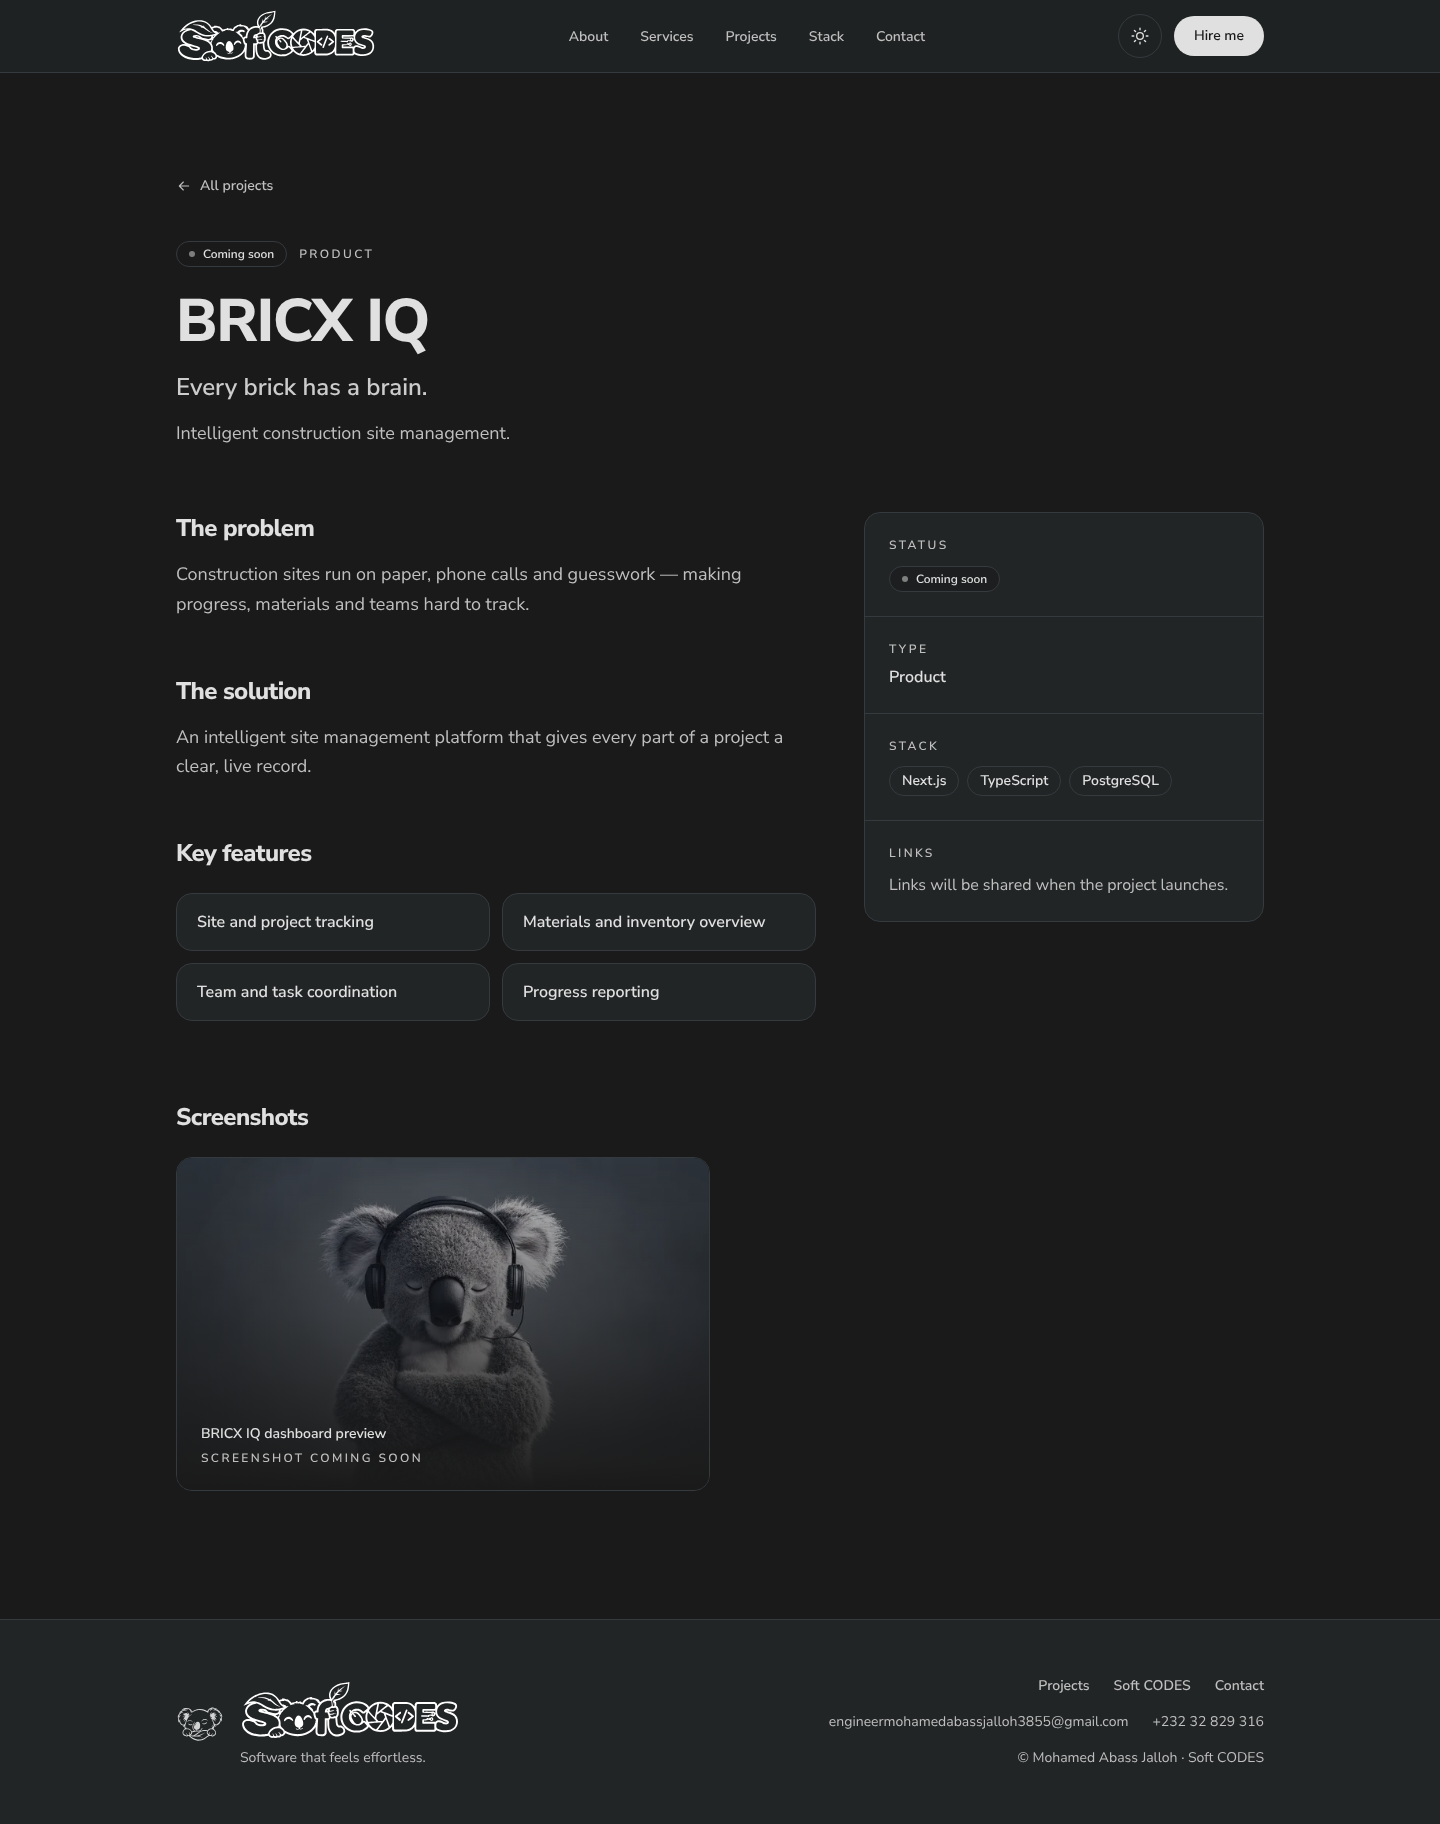 Soft CODES
About
Services
Projects
Stack
Contact
Hire me
All projects
Coming soon
PRODUCT
BRICX IQ
Every brick has a brain.
Intelligent construction site management.
The problem
Construction sites run on paper, phone calls and guesswork — making
progress, materials and teams hard to track.
The solution
An intelligent site management platform that gives every part of a project a
clear, live record.
Key features
Site and project tracking
Materials and inventory overview
Team and task coordination
Progress reporting
STATUS
Coming soon
TYPE
Product
STACK
Next.js
TypeScript
PostgreSQL
LINKS
Links will be shared when the project launches.
Screenshots
BRICX IQ dashboard preview
SCREENSHOT COMING SOON
Soft CODES
Software that feels effortless.
Projects
Soft CODES
Contact
engineermohamedabassjalloh3855@gmail.com
+232 32 829 316
© Mohamed Abass Jalloh · Soft CODES